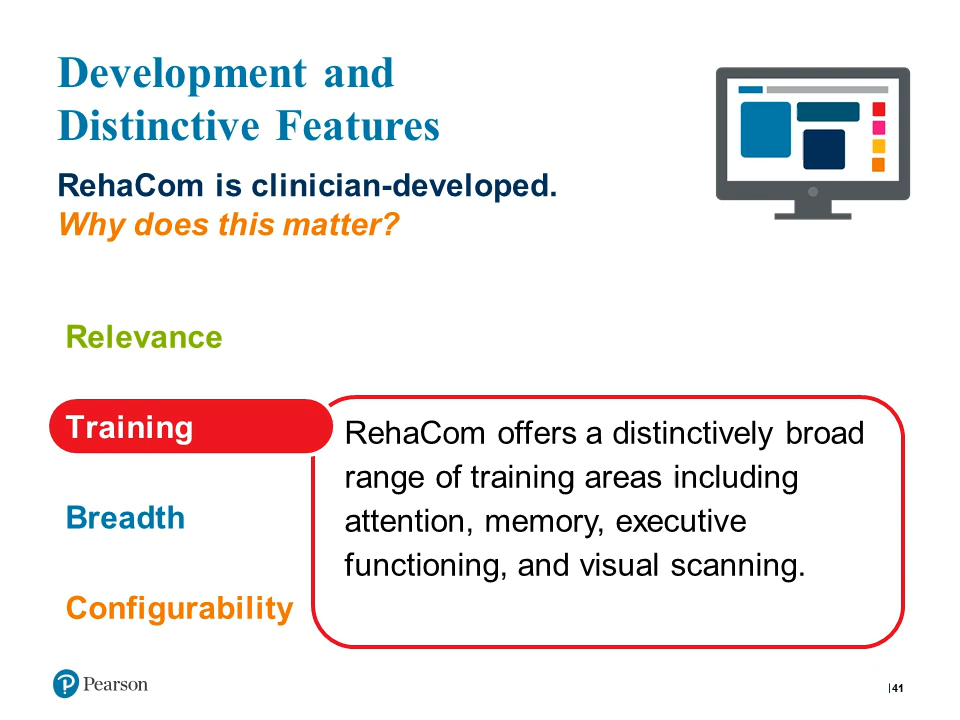 Development and
Distinctive Features
RehaCom is clinician-developed.
Why does this matter?
Relevance
Training
RehaCom offers a distinctively broad
range of training areas including
attention, memory, executive
functioning, and visual scanning.
Breadth
Configurability
Pearson
|41